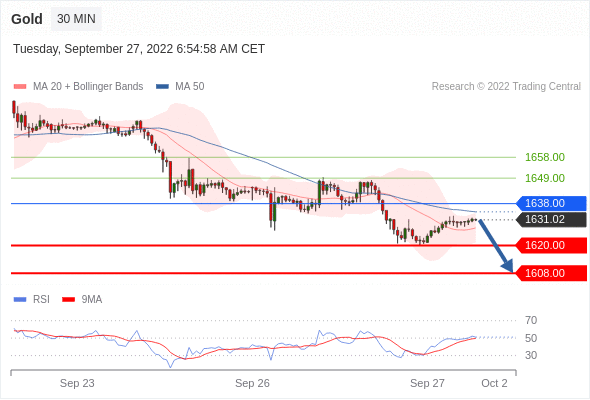 Gold 30 MIN
Tuesday, September 27, 2022 6:54:58 AM CET
MA 20 + Bollinger Bands MA 50 Research © 2022 Trading Central
1658.00
1649.00
1638.00
1631.02
1620.00
1608.00
RSI 9MA
70
50
30
Sep 23 Sep 26 Sep 27 Oct 2